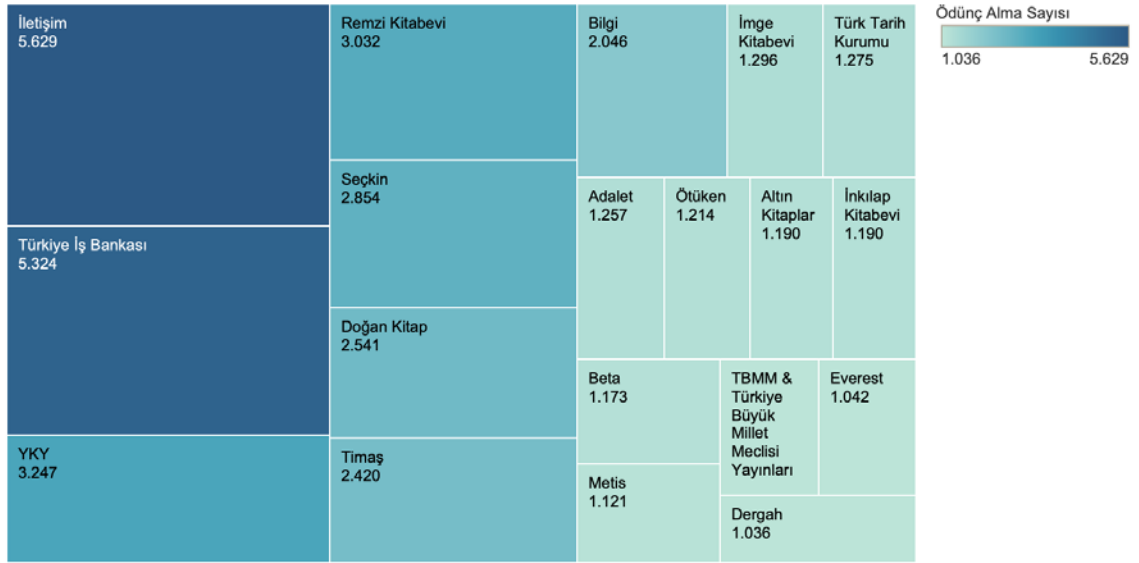 İletişim
5.629
Türkiye İş Bankası
5.324
YKY
3.247
Remzi Kitabevi
3.032
Seçkin
2.854
Doğan Kitap
2.541
Timaş
2.420
Bilgi
2.046
İmge
Kitabevi
1.296
Türk Tarih
Kurumu
1.275
Adalet
1.257
Ötüken
1.214
Altın
Kitaplar
1.190
İnkılap
Kitabevi
1.190
Beta
1.173
Metis
1.121
TBMM &
Türkiye
Büyük
Millet
Meclisi
Yayınları
Everest
1.042
Dergah
1.036
Ödünç Alma Sayısı
1.036 5.629